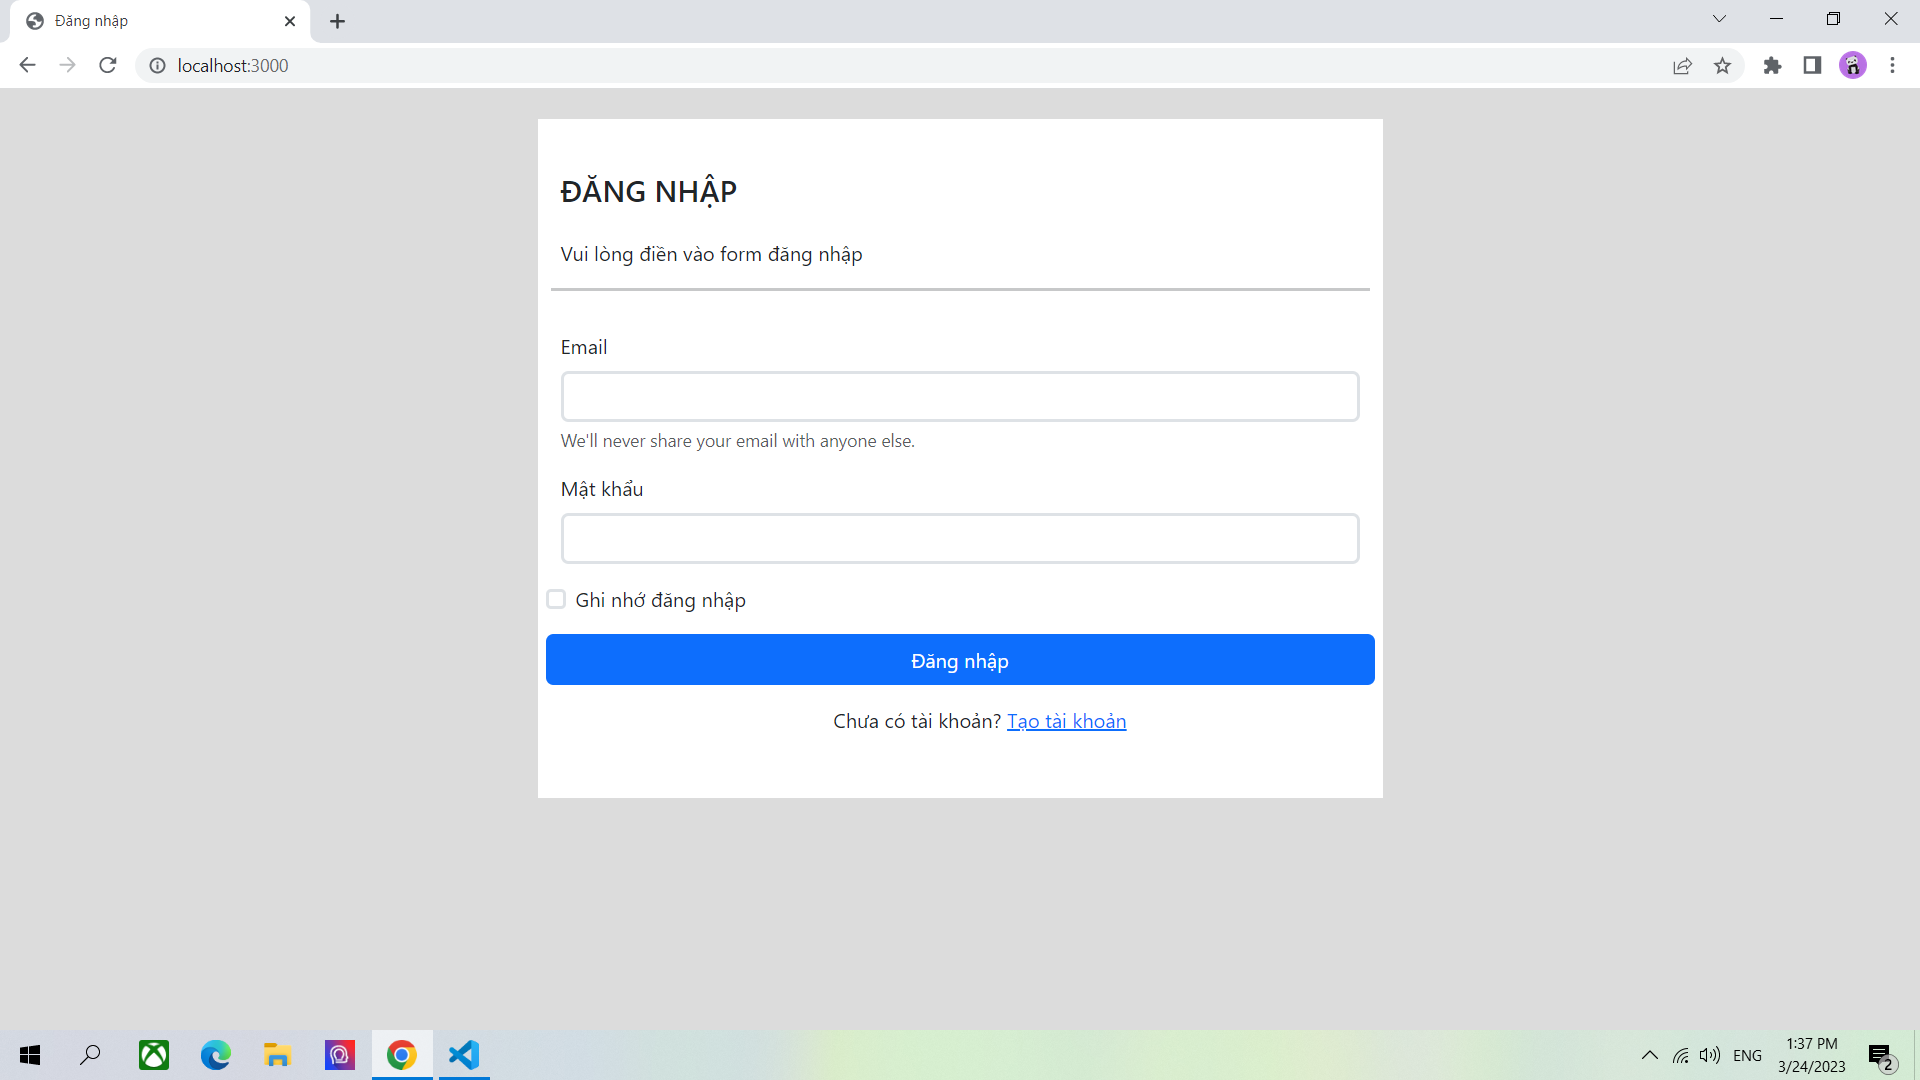 Đăng nhập
localhost:3000
ĐĂNG NHẬP
Vui lòng điền vào form đăng nhập
Email
We'll never share your email with anyone else.
Mật khẩu
Ghi nhớ đăng nhập
Đăng nhập
Chưa có tài khoản? Tạo tài khoản
ENG
1:37 PM
3/24/2023
2